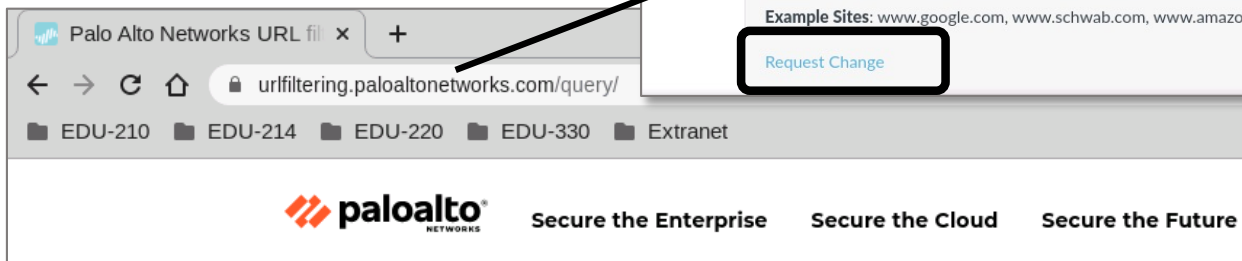 Example Sites: www.google.com, www.schwab.com, www.amazo
Request Change
Palo Alto Networks URL fil
urlfiltering.paloaltonetworks.com/query/
EDU-210 EDU-214 EDU-220 EDU-330 Extranet
paloalto NETWORKS Secure the Enterprise Secure the Cloud Secure the Future